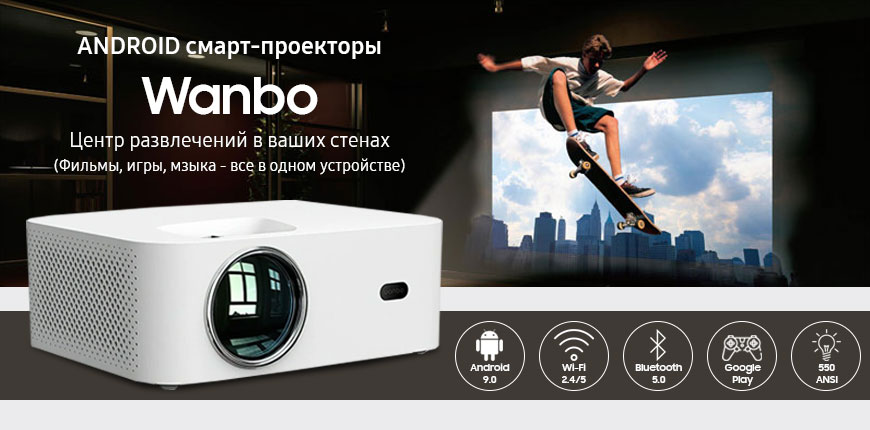 ANDROID смарт-проекторы
Wanbo
Центр развлечений в ваших стенах
(Фильмы, игры, мзыка - все в одном устройстве)
Android
9.0
Wi-Fi
2.4/5
Bluetooth
5.0
Google
Play
550
ANSI